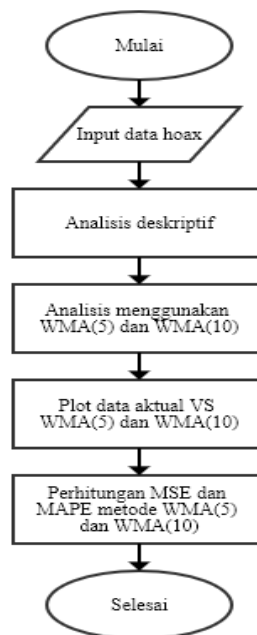 Mulai
Input data hoax
Analisis deskriptif
Analisis menggunakan
WMA(5) dan WMA(10)
Plot data aktual VS
WMA(5) dan WMA(10)
Perhitungan MSE dan
MAPE metode WMA(5)
dan WMA(10)
Selesai